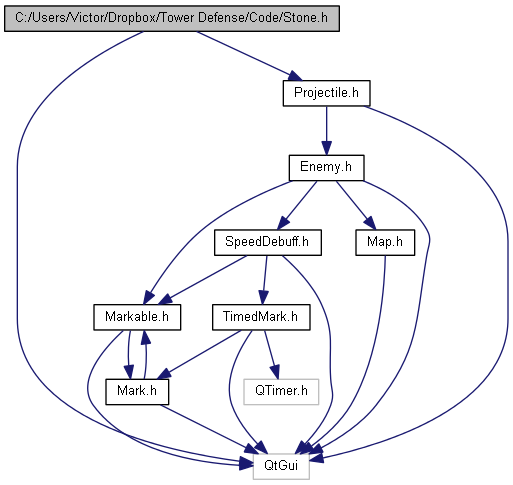 C:/Users/Victor/Dropbox/Tower Defense/Code/Stone.h
Projectile.h
Enemy.h
SpeedDebuff.h
Map.h
Markable.h
TimedMark.h
Mark.h
QTimer.h
QtGui